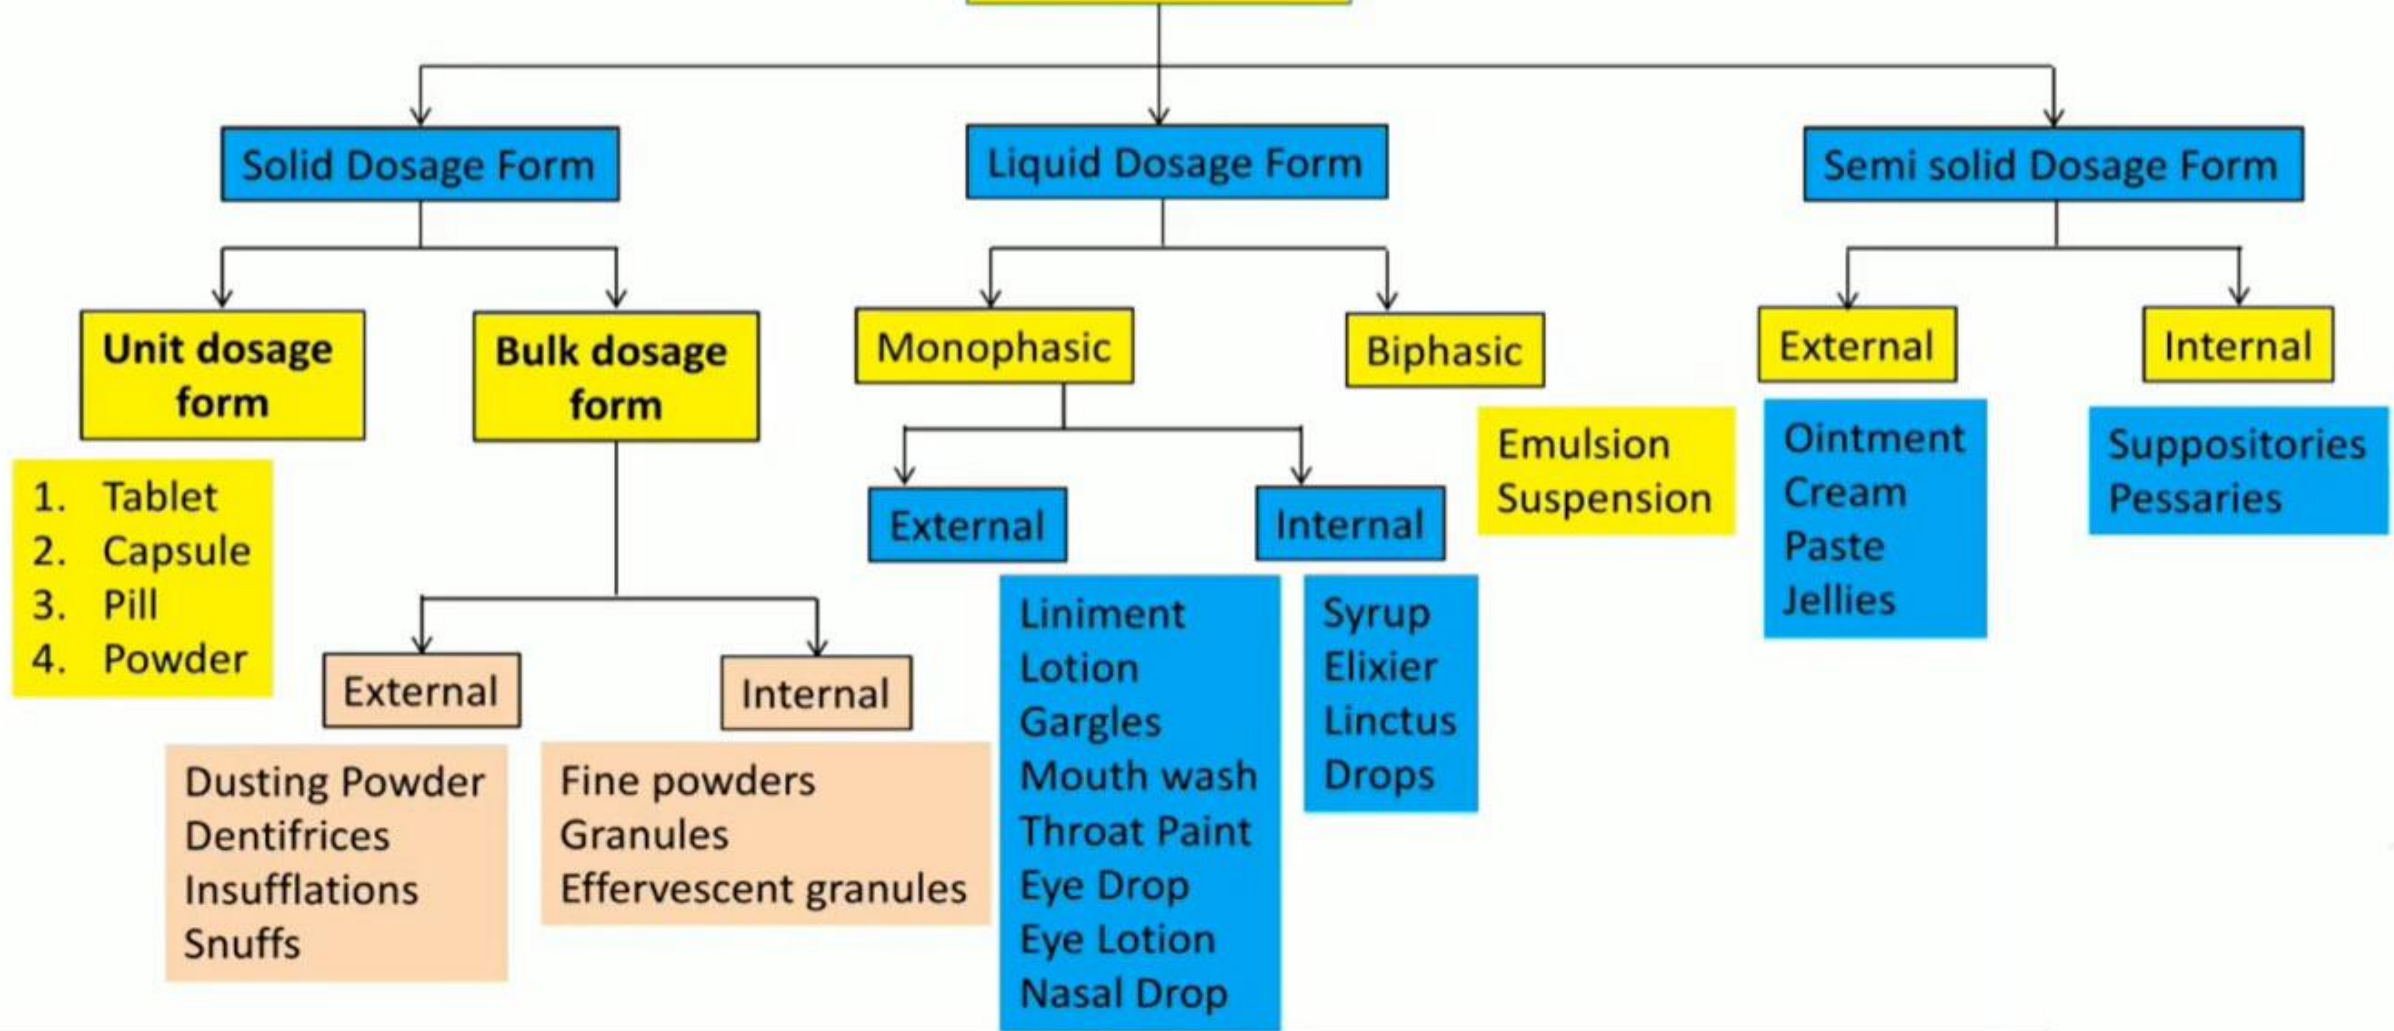 Solid Dosage Form
Liquid Dosage Form
Semi solid Dosage Form
Unit dosage
form
Bulk dosage
form
Monophasic
Biphasic
External
Internal
1. Tablet
2. Capsule
3. Pill
4. Powder
External
Internal
Dusting Powder
Dentifrices
Insufflations
Snuffs
Fine powders
Granules
Effervescent granules
External
Internal
Liniment
Lotion
Gargles
Mouth wash
Throat Paint
Eye Drop
Eye Lotion
Nasal Drop
Syrup
Elixier
Linctus
Drops
Emulsion
Suspension
Ointment
Cream
Paste
Jellies
Suppositories
Pessaries